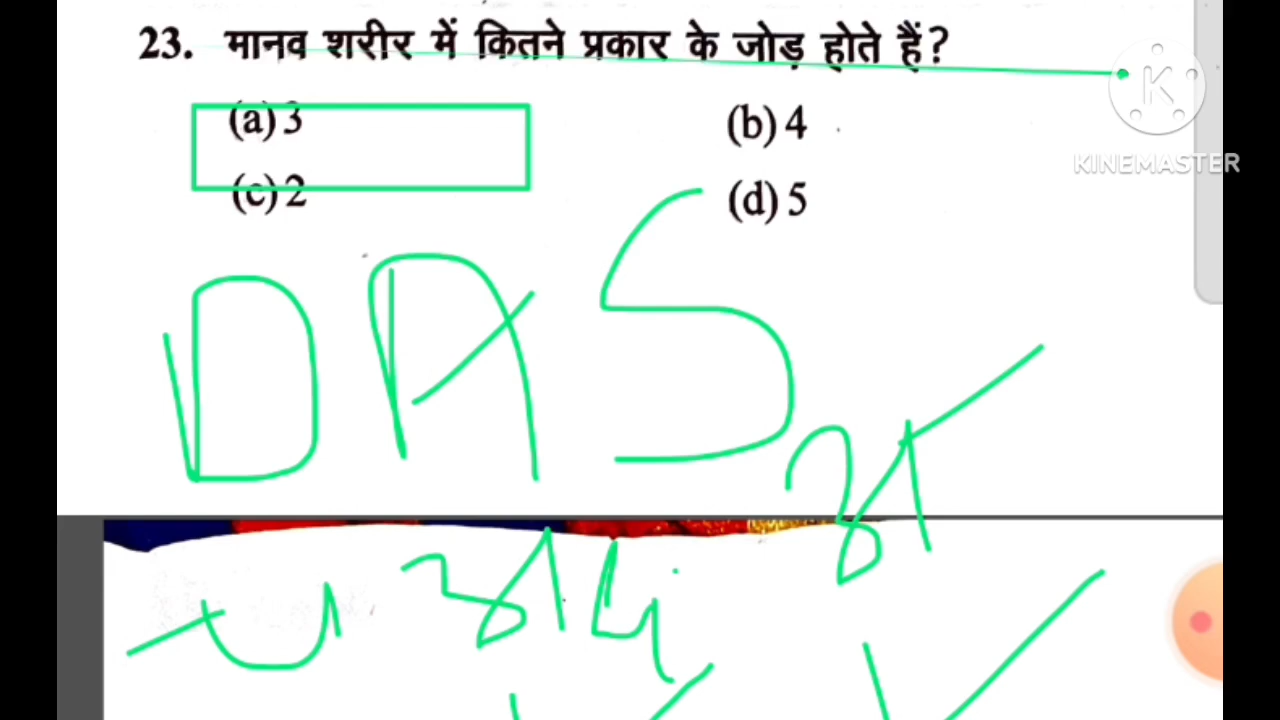 23. मानव शरीर में कितने प्रकार के जोड़ होते हैं?
(a) 3 (b) 4
(c) 2 (d) 5
KINEMASTER
DAS